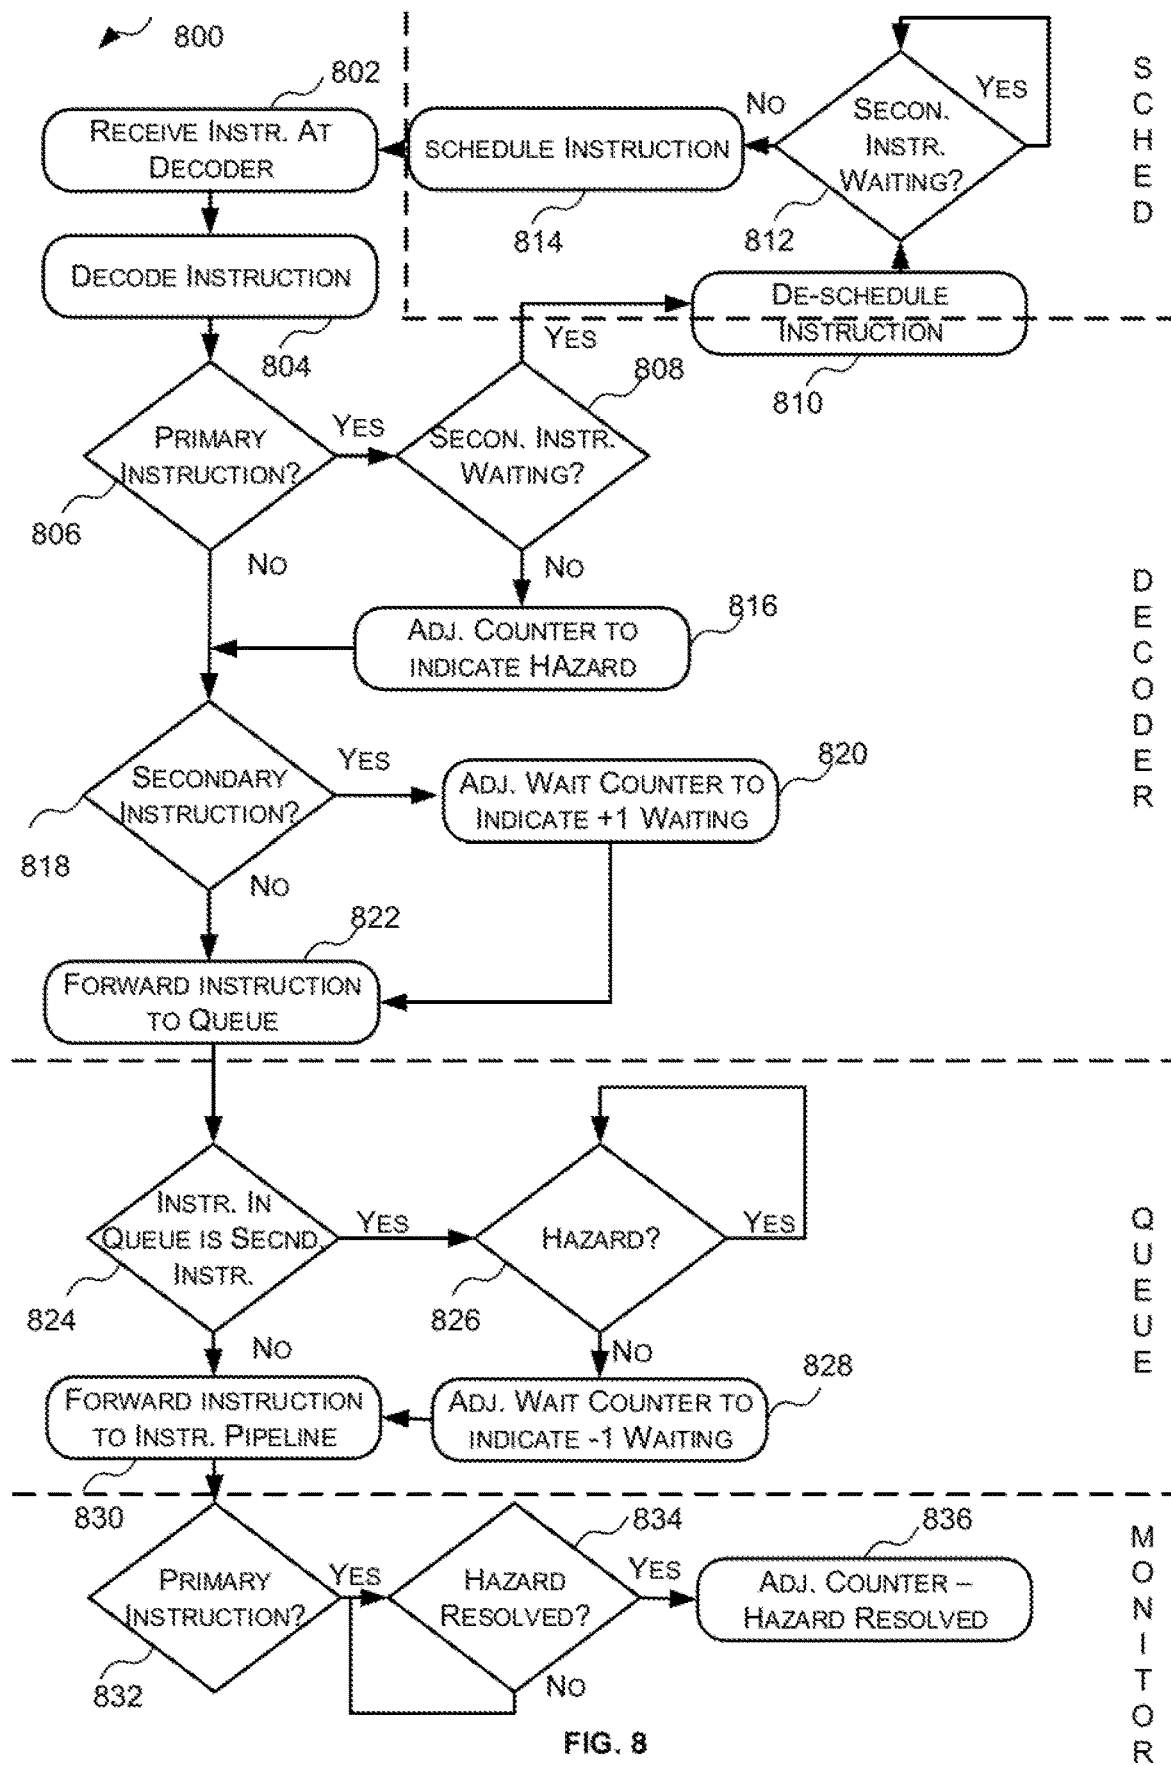 800
802
RECEIVE INSTR. AT
DECODER
SCHEDULE INSTRUCTION
814
NO
YES
SECON.
INSTR.
WAITING?
812
SCHED
DECODE INSTRUCTION
804
DE-SCHEDULE
INSTRUCTION
810
YES
808
PRIMARY
INSTRUCTION?
806
YES
SECON. INSTR.
WAITING?
NO
NO
816
ADJ. COUNTER TO
INDICATE HAZARD
DECODER
SECONDARY
INSTRUCTION?
818
YES
820
ADJ. WAIT COUNTER TO
INDICATE +1 WAITING
NO
822
FORWARD INSTRUCTION
TO QUEUE
INSTR. IN
QUEUE IS SECND.
INSTR.
824
YES
HAZARD?
826
YES
QUEUE
NO
NO
828
FORWARD INSTRUCTION
TO INSTR. PIPELINE
830
ADJ. WAIT COUNTER TO
INDICATE -1 WAITING
PRIMARY
INSTRUCTION?
832
YES
834
HAZARD
RESOLVED?
YES
NO
836
ADJ. COUNTER –
HAZARD RESOLVED
MONITOR
FIG. 8